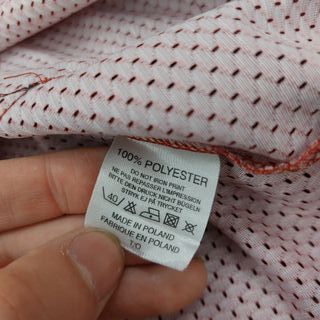 100% POLYESTER
DO NOT IRON PRINT
NE PAS REPASSER L'IMPRESSION
BITTE DEN DRUCK NICHT BÜGELN
STRYK EJ PÅ TRYCKET
40
MADE IN POLAND
FABRIQUE EN POLAND
T/O